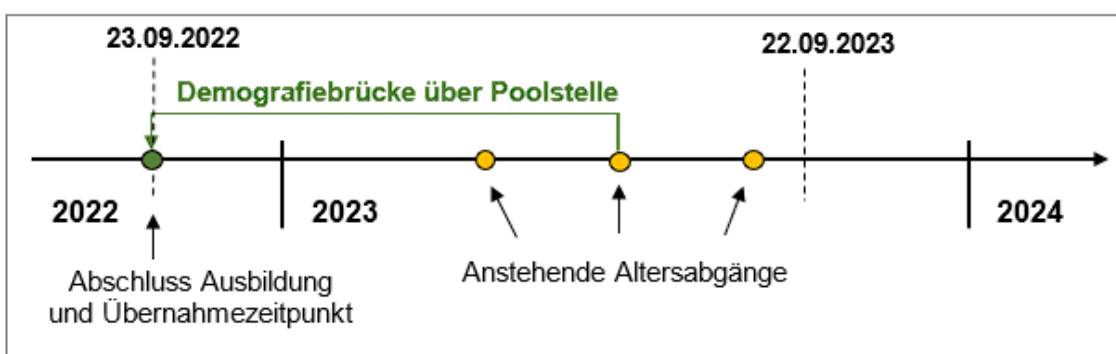 23.09.2022
22.09.2023
Demografiebrücke über Poolstelle
2022
2023
2024
Abschluss Ausbildung
und Übernahmezeitpunkt
Anstehende Altersabgänge